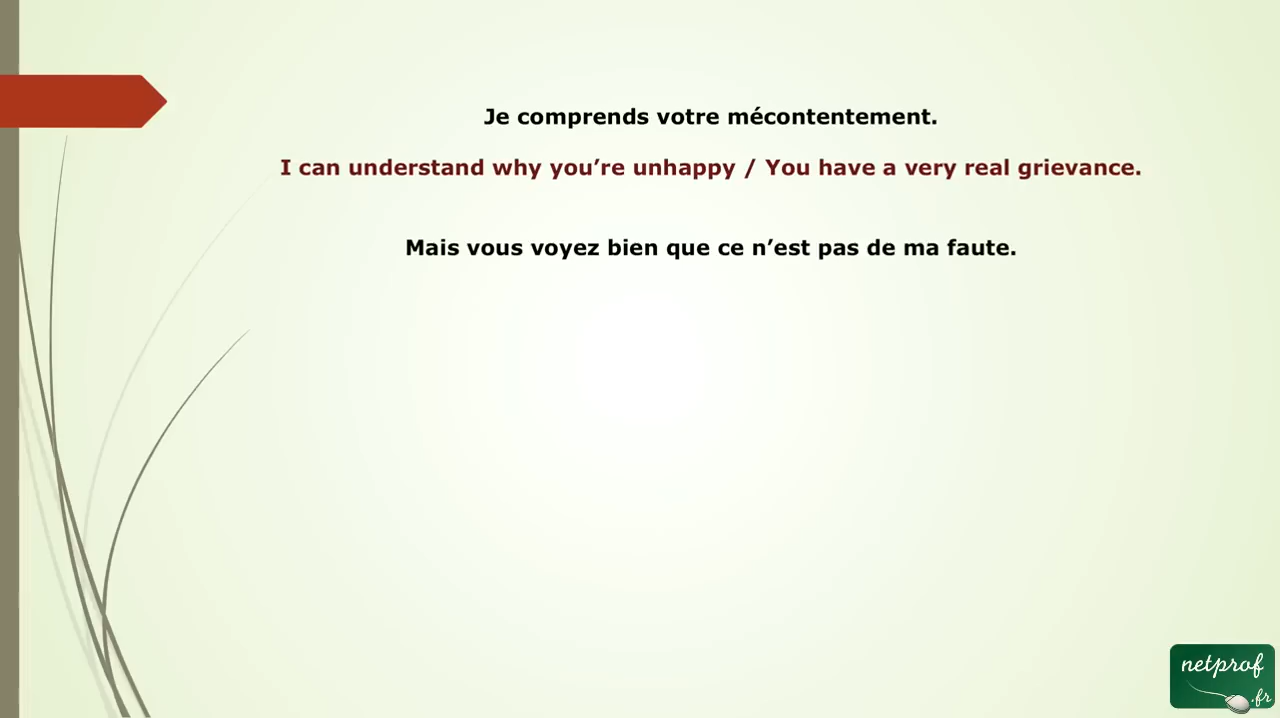 Je comprends votre mécontentement.
I can understand why you’re unhappy / You have a very real grievance.
Mais vous voyez bien que ce n’est pas de ma faute.
netprof
.fr